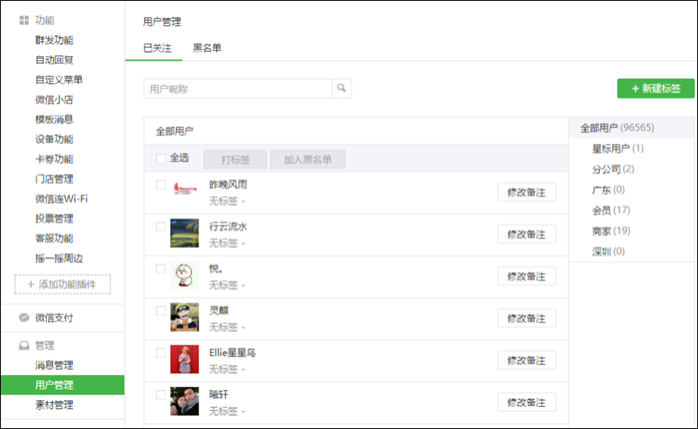 功能
群发功能
自动回复
自定义菜单
微信小店
模板消息
设备功能
卡券功能
门店管理
微信连Wi-Fi
投票管理
客服功能
摇一摇周边
+ 添加功能插件
微信支付
管理
消息管理
用户管理
素材管理
用户管理
已关注 黑名单
用户昵称
+ 新建标签
全部用户
全选 打标签 加入黑名单
昨晚风雨
无标签
修改备注
行云流水
无标签
修改备注
悦。
无标签
修改备注
灵麟
无标签
修改备注
Ellie星星鸟
无标签
修改备注
曦轩
无标签
修改备注
全部用户 (96565)
星标用户 (1)
分公司 (2)
广东 (0)
会员 (17)
商家 (19)
深圳 (0)